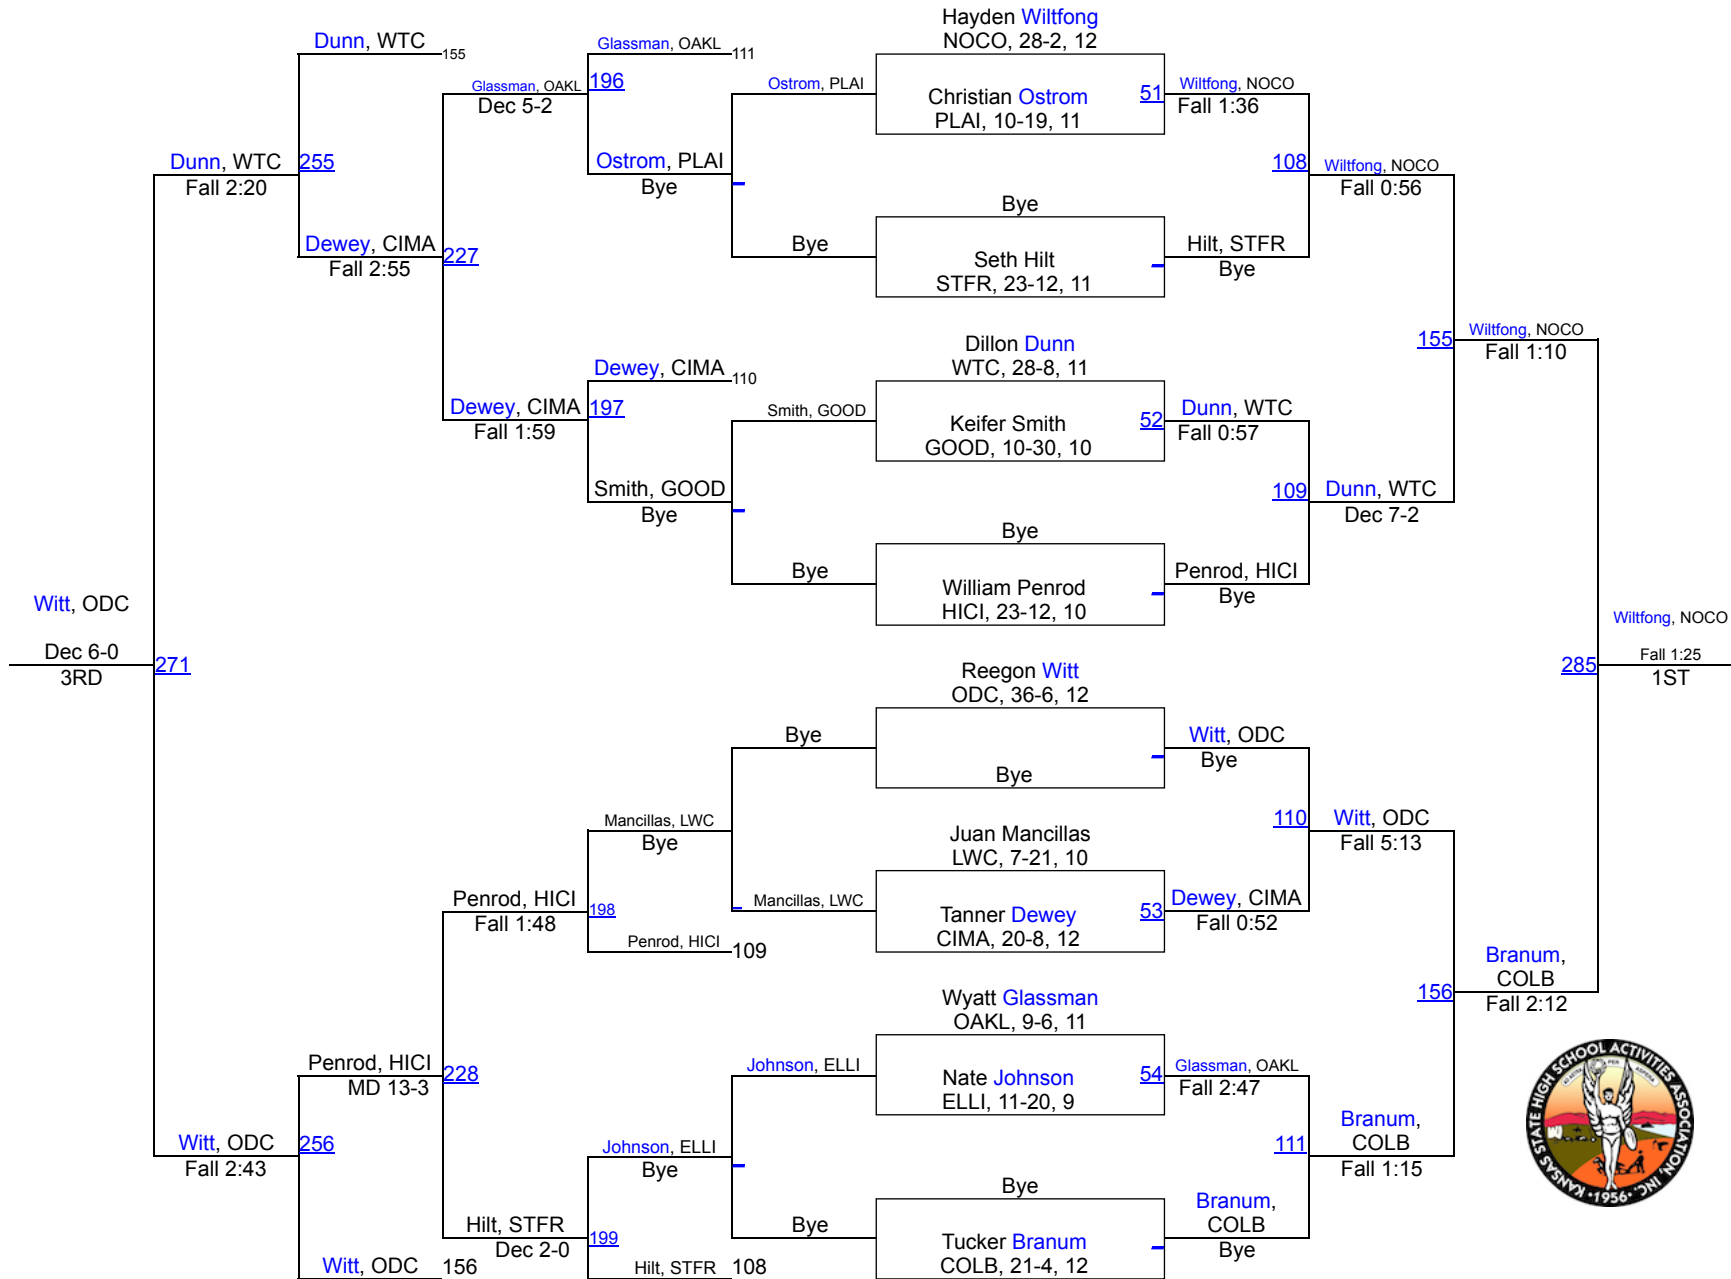 Hayden Wiltfong
NOCO, 28-2, 12
Dunn, WTC
155
Glassman, OAKL
111
Glassman, OAKL
196
Dec 5-2
Ostrom, PLAI
Christian Ostrom
PLAI, 10-19, 11
51
Wiltfong, NOCO
Fall 1:36
Dunn, WTC
255
Fall 2:20
Ostrom, PLAI
Bye
108
Wiltfong, NOCO
Fall 0:56
Bye
Dewey, CIMA
227
Fall 2:55
Bye
Seth Hilt
STFR, 23-12, 11
Hilt, STFR
Bye
Dillon Dunn
WTC, 28-8, 11
155
Wiltfong, NOCO
Fall 1:10
Dewey, CIMA
110
Dewey, CIMA
197
Fall 1:59
Smith, GOOD
Keifer Smith
GOOD, 10-30, 10
52
Dunn, WTC
Fall 0:57
Smith, GOOD
Bye
109
Dunn, WTC
Dec 7-2
Bye
Bye
William Penrod
HICI, 23-12, 10
Penrod, HICI
Bye
Witt, ODC
Dec 6-0
3RD
271
Wiltfong, NOCO
285
Fall 1:25
1ST
Reegon Witt
ODC, 36-6, 12
Bye
Bye
Witt, ODC
Bye
Mancillas, LWC
Bye
110
Witt, ODC
Fall 5:13
Juan Mancillas
LWC, 7-21, 10
Penrod, HICI
198
Fall 1:48
Mancillas, LWC
Tanner Dewey
CIMA, 20-8, 12
53
Dewey, CIMA
Fall 0:52
Penrod, HICI
109
156
Branum,
COLB
Fall 2:12
Wyatt Glassman
OAKL, 9-6, 11
Penrod, HICI
228
MD 13-3
Johnson, ELLI
Nate Johnson
ELLI, 11-20, 9
54
Glassman, OAKL
Fall 2:47
Witt, ODC
256
Fall 2:43
Johnson, ELLI
Bye
111
Branum,
COLB
Fall 1:15
Bye
Hilt, STFR
199
Dec 2-0
Bye
Tucker Branum
COLB, 21-4, 12
Branum,
COLB
Bye
Witt, ODC
156
Hilt, STFR
108
KANSAS STATE HIGH SCHOOL ACTIVITIES ASSOCIATION, INC.
•1956•
AD ASTRA PER ASPERA